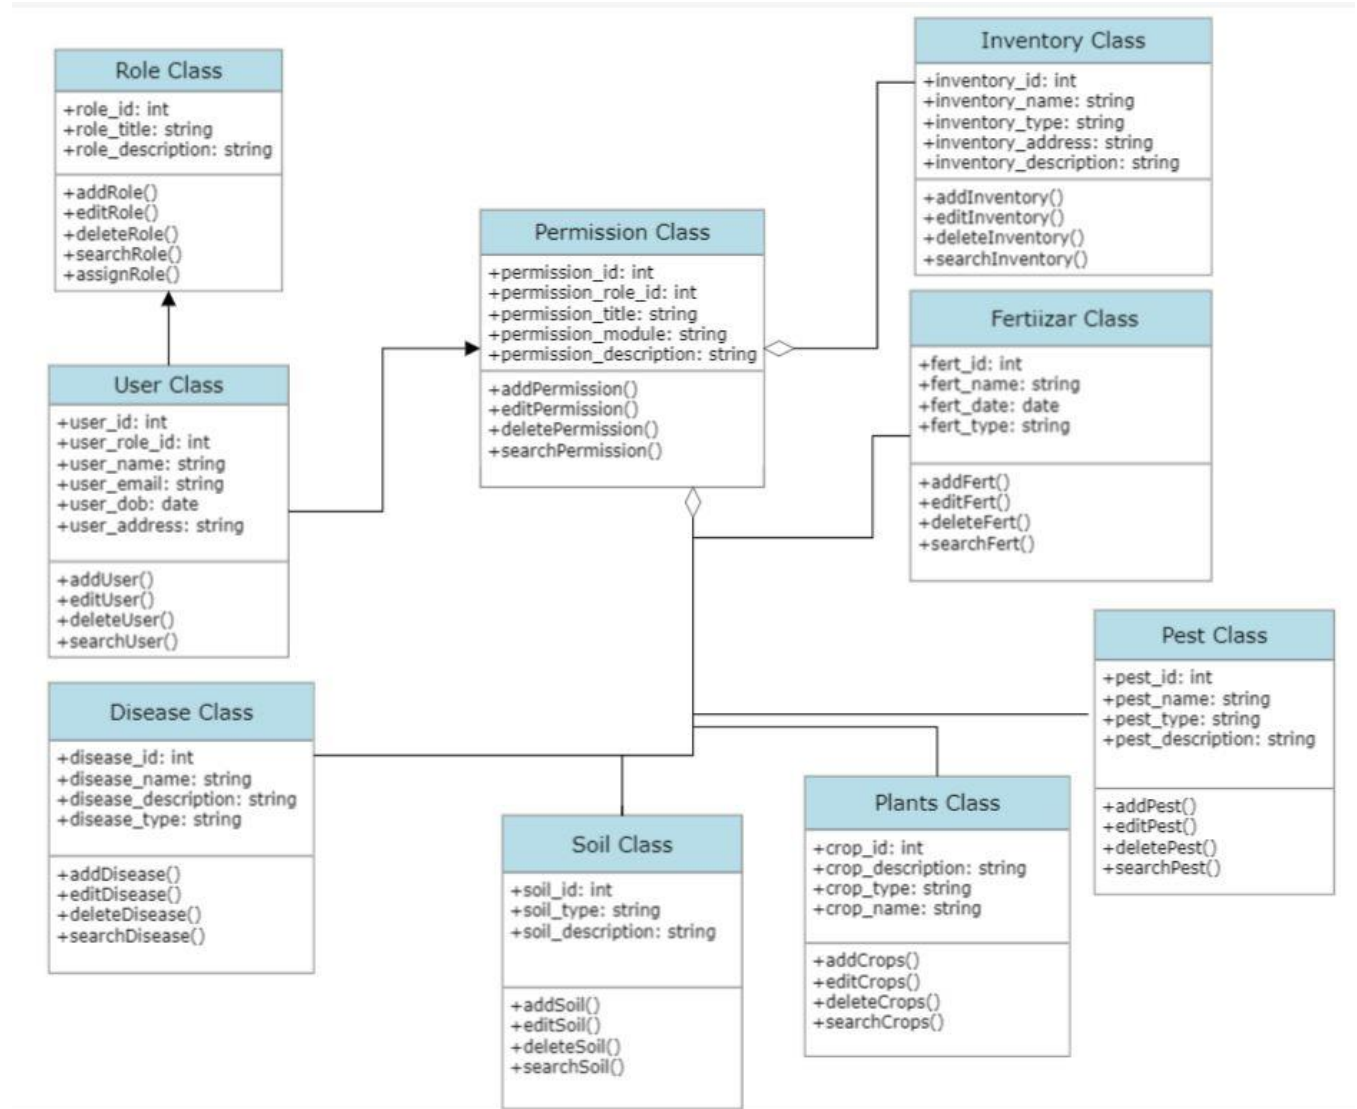 Role Class
+role_id: int
+role_title: string
+role_description: string
+addRole()
+editRole()
+deleteRole()
+searchRole()
+assignRole()
Inventory Class
+inventory_id: int
+inventory_name: string
+inventory_type: string
+inventory_address: string
+inventory_description: string
+addInventory()
+editInventory()
+deleteInventory()
+searchInventory()
Permission Class
+permission_id: int
+permission_role_id: int
+permission_title: string
+permission_module: string
+permission_description: string
+addPermission()
+editPermission()
+deletePermission()
+searchPermission()
Fertiizar Class
+fert_id: int
+fert_name: string
+fert_date: date
+fert_type: string
+addFert()
+editFert()
+deleteFert()
+searchFert()
User Class
+user_id: int
+user_role_id: int
+user_name: string
+user_email: string
+user_dob: date
+user_address: string
+addUser()
+editUser()
+deleteUser()
+searchUser()
Pest Class
+pest_id: int
+pest_name: string
+pest_type: string
+pest_description: string
+addPest()
+editPest()
+deletePest()
+searchPest()
Disease Class
+disease_id: int
+disease_name: string
+disease_description: string
+disease_type: string
+addDisease()
+editDisease()
+deleteDisease()
+searchDisease()
Soil Class
+soil_id: int
+soil_type: string
+soil_description: string
+addSoil()
+editSoil()
+deleteSoil()
+searchSoil()
Plants Class
+crop_id: int
+crop_description: string
+crop_type: string
+crop_name: string
+addCrops()
+editCrops()
+deleteCrops()
+searchCrops()